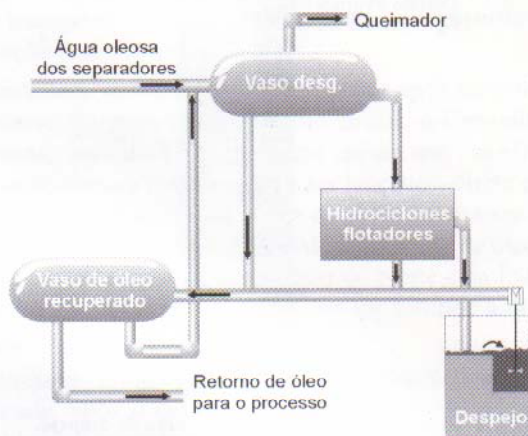 Queimador
Água oleosa
dos separadores
Vaso desg.
Hidrociclones
flotadores
Vaso de óleo
recuperado
Retorno de óleo
para o processo
Despejo